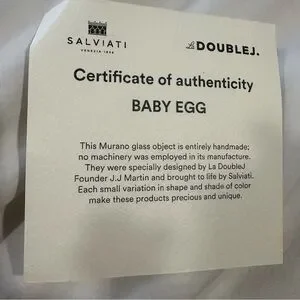 SALVIATI
VENEZIA 1859
La DOUBLEJ.
Certificate of authenticity
BABY EGG
This Murano glass object is entirely handmade;
no machinery was employed in its manufacture.
They were specially designed by La DoubleJ
Founder J.J Martin and brought to life by Salviati.
Each small variation in shape and shade of color
make these products precious and unique.